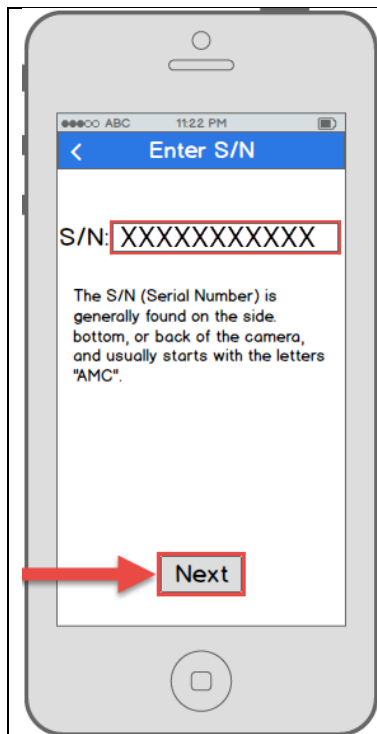 ABC 11:22 PM
< Enter S/N
S/N: XXXXXXXXXXX
The S/N (Serial Number) is
generally found on the side.
bottom, or back of the camera,
and usually starts with the letters
"AMC".
Next